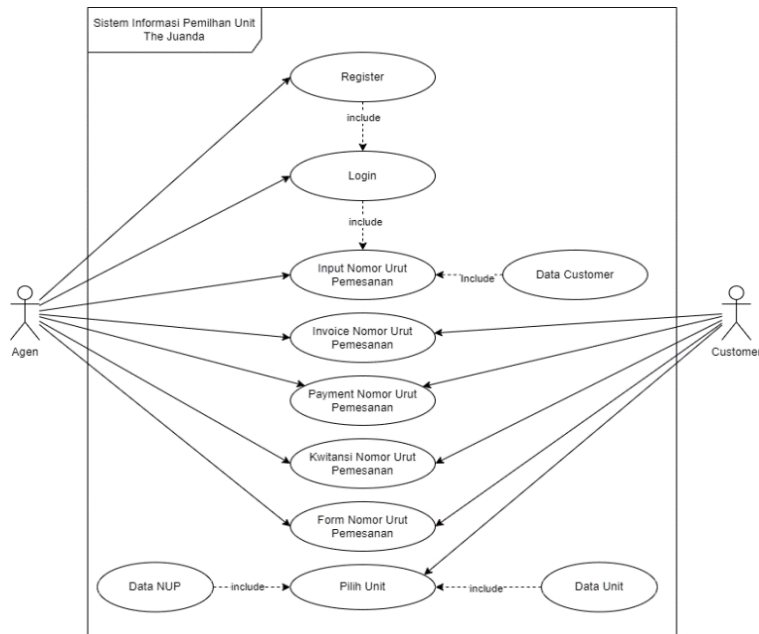 Sistem Informasi Pemilhan Unit
The Juanda
Register
include
Login
include
Input Nomor Urut
Pemesanan
Include
Data Customer
Invoice Nomor Urut
Pemesanan
Agen
Customer
Payment Nomor Urut
Pemesanan
Kwitansi Nomor Urut
Pemesanan
Form Nomor Urut
Pemesanan
Data NUP
include
Pilih Unit
include
Data Unit